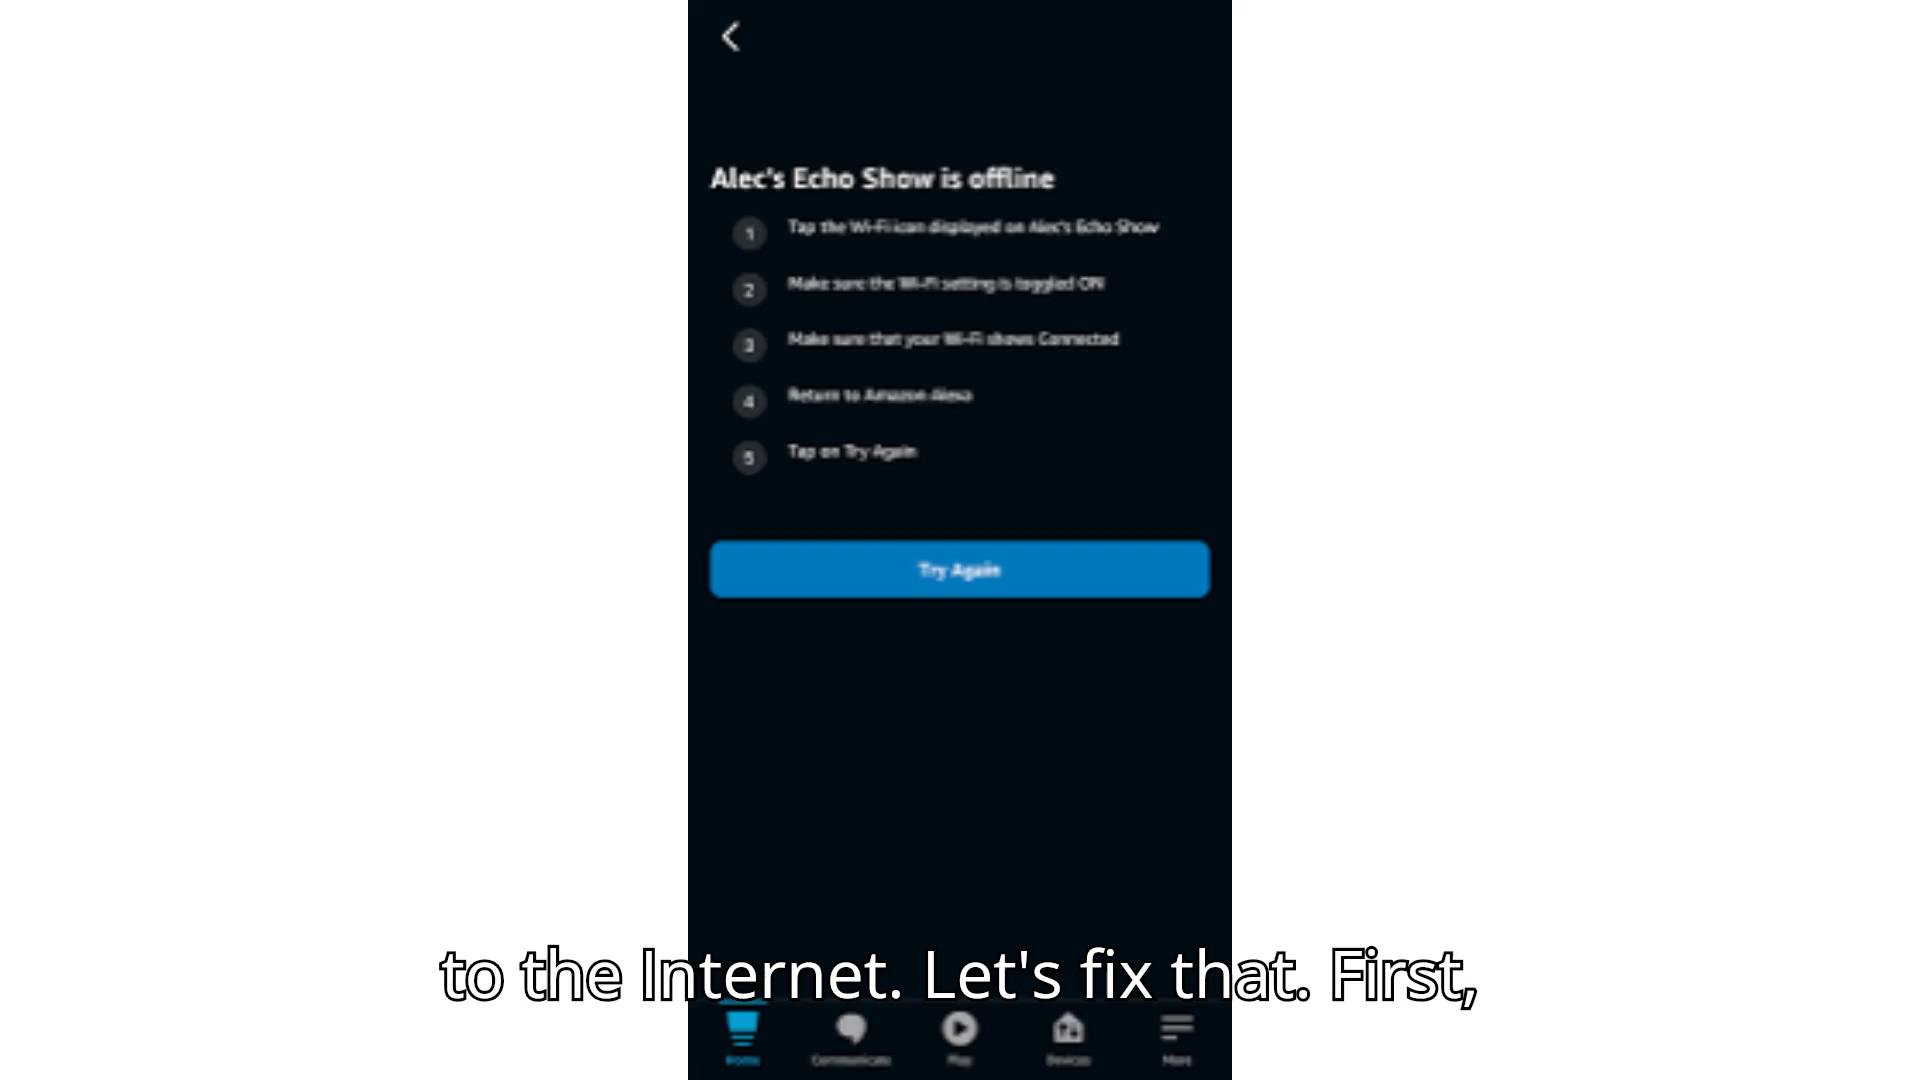 Alec's Echo Show is offline
1 Tap the Wi-Fi icon displayed on Alec's Echo Show
2 Make sure the Wi-Fi setting is toggled ON
3 Make sure that your Wi-Fi shows Connected
4 Return to Amazon Alexa
5 Tap on Try Again
Try Again
to the Internet. Let's fix that. First,
Home Communicate Play Devices More